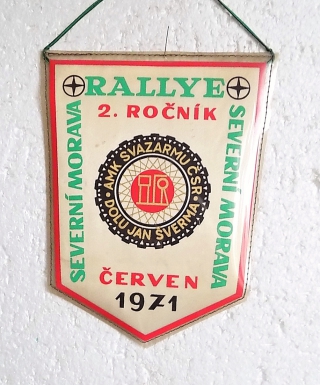 RALLYE
2. ROČNÍK
SEVERNÍ MORAVA
SEVERNÍ MORAVA
AMK SVAZARMU ČSR
DOLU JAN ŠVERMA
ČERVEN
1971